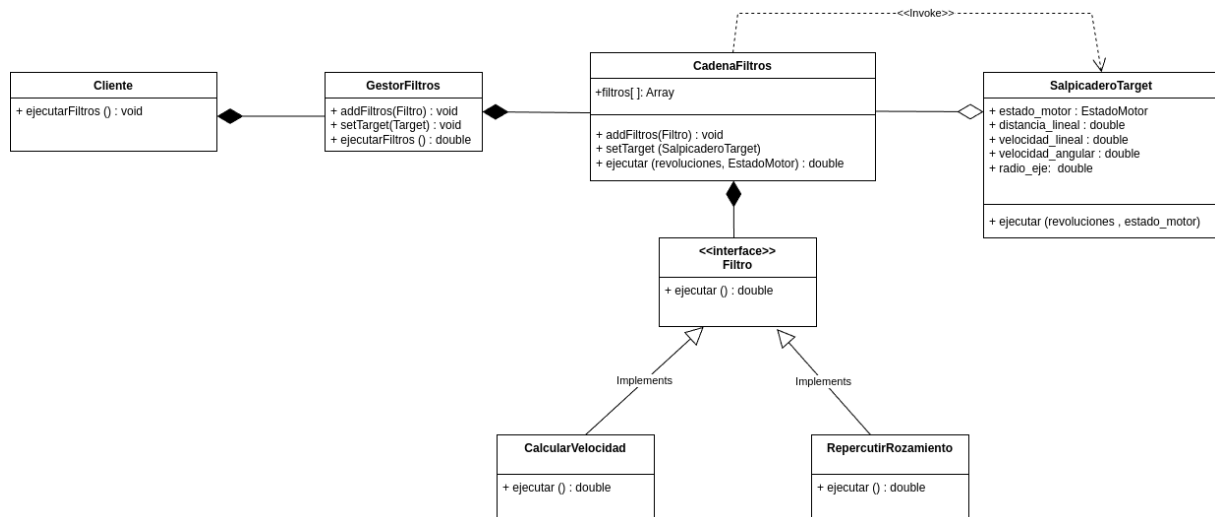 <<Invoke>>
Cliente
+ ejecutarFiltros () : void
GestorFiltros
+ addFiltros(Filtro) : void
+ setTarget(Target) : void
+ ejecutarFiltros () : double
CadenaFiltros
+filtros[ ]: Array
+ addFiltros(Filtro) : void
+ setTarget (SalpicaderoTarget)
+ ejecutar (revoluciones, EstadoMotor) : double
SalpicaderoTarget
+ estado_motor : EstadoMotor
+ distancia_lineal : double
+ velocidad_lineal : double
+ velocidad_angular : double
+ radio_eje: double
+ ejecutar (revoluciones , estado_motor)
<<interface>>
Filtro
+ ejecutar () : double
Implements
Implements
CalcularVelocidad
+ ejecutar () : double
RepercutirRozamiento
+ ejecutar () : double